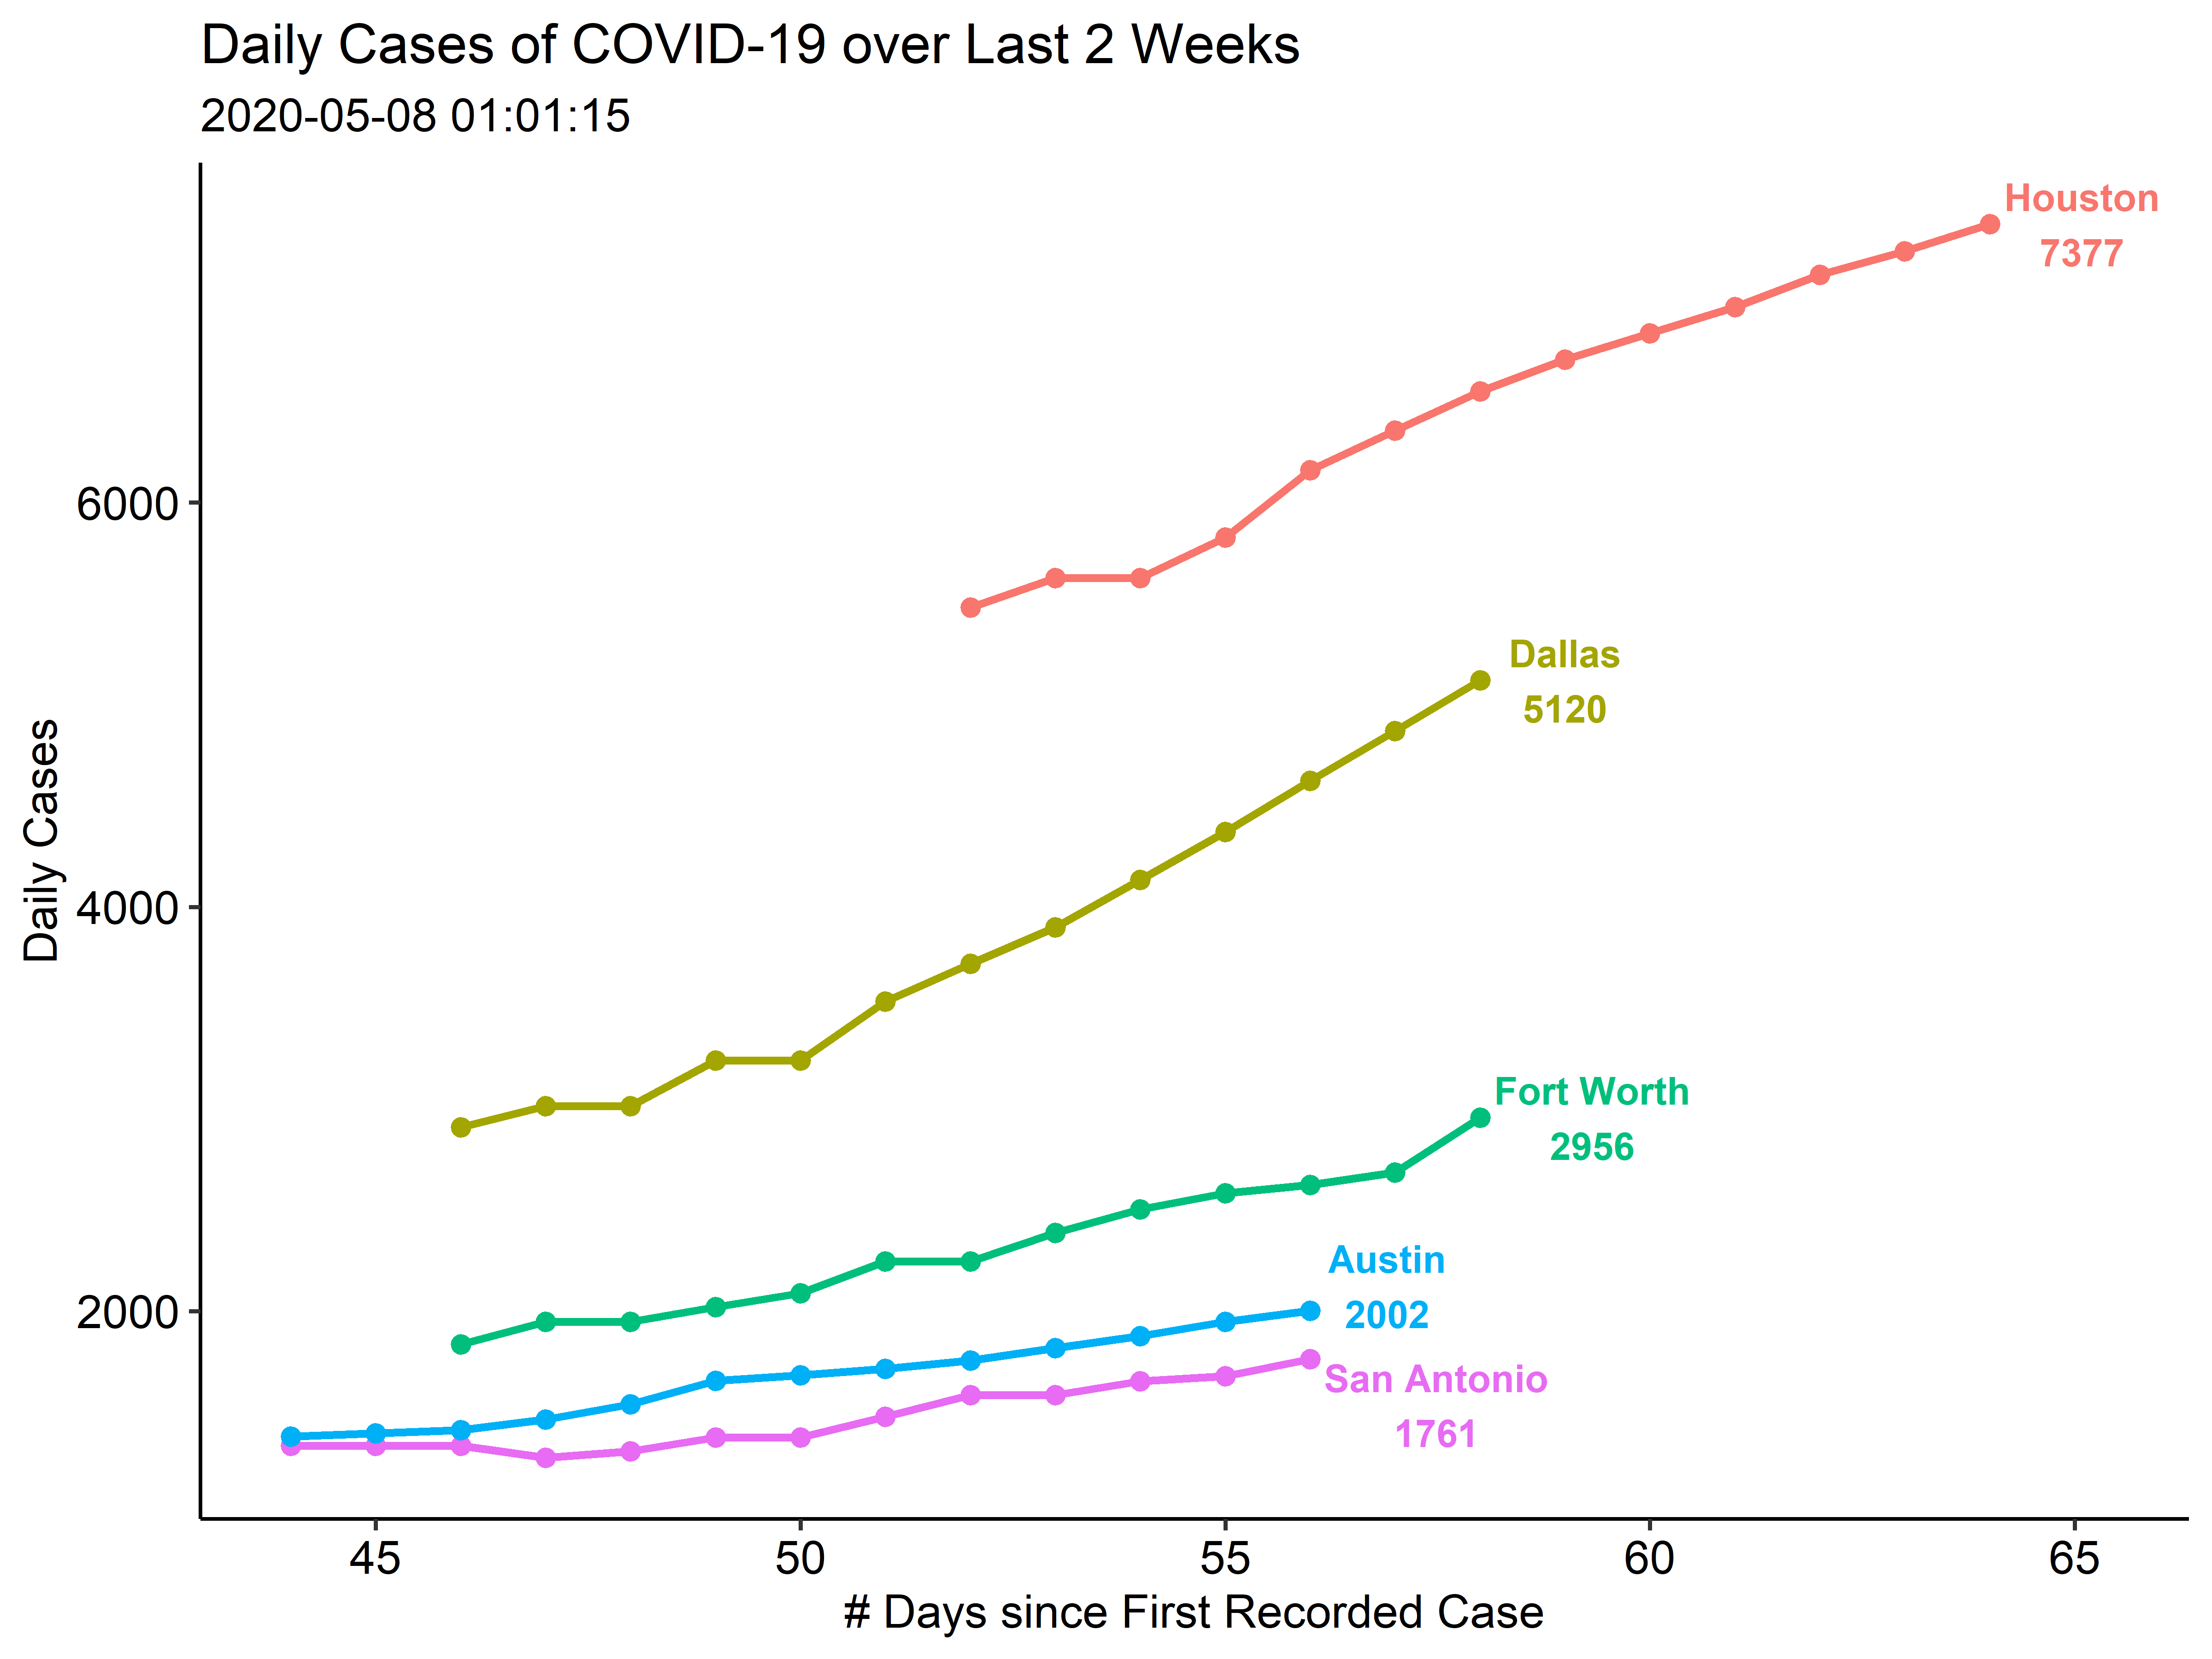 Daily Cases of COVID-19 over Last 2 Weeks
2020-05-08 01:01:15
Houston
7377
6000
Dallas
5120
Daily Cases
4000
Fort Worth
2956
Austin
2002
2000
San Antonio
1761
45 50 55 60 65
# Days since First Recorded Case